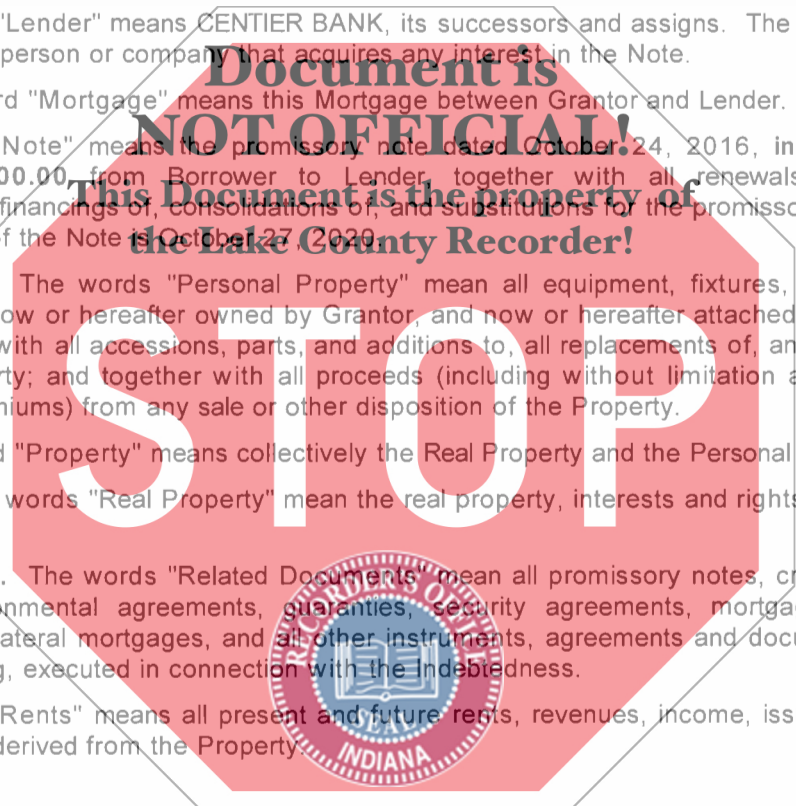 "Lender" means CENTIER BANK, its successors and assigns. The
person or company that acquires any interest in the Note.
Document is
rd "Mortgage" means this Mortgage between Grantor and Lender.
NOT OFFICIAL!
Note" means the promissory note dated October 24, 2016, in
00.00 from Borrower to Lender, together with all renewals
This Document is the property of
financings of, consolidations of, and substitutions for the promisso
the Lake County Recorder!
f the Note is October 27, 2020.
The words "Personal Property" mean all equipment, fixtures,
ow or hereafter owned by Grantor, and now or hereafter attached
with all accessions, parts, and additions to, all replacements of, an
rty; and together with all proceeds (including without limitation a
niums) from any sale or other disposition of the Property.
STOP
d "Property" means collectively the Real Property and the Personal
words "Real Property" mean the real property, interests and rights
. The words "Related Documents" mean all promissory notes, cr
onmental agreements, guaranties, security agreements, mortga
ateral mortgages, and all other instruments, agreements and docu
g, executed in connection with the Indebtedness.
RECORDER'S OFFICE
SEAL
INDIANA
Rents" means all present and future rents, revenues, income, iss
derived from the Property.